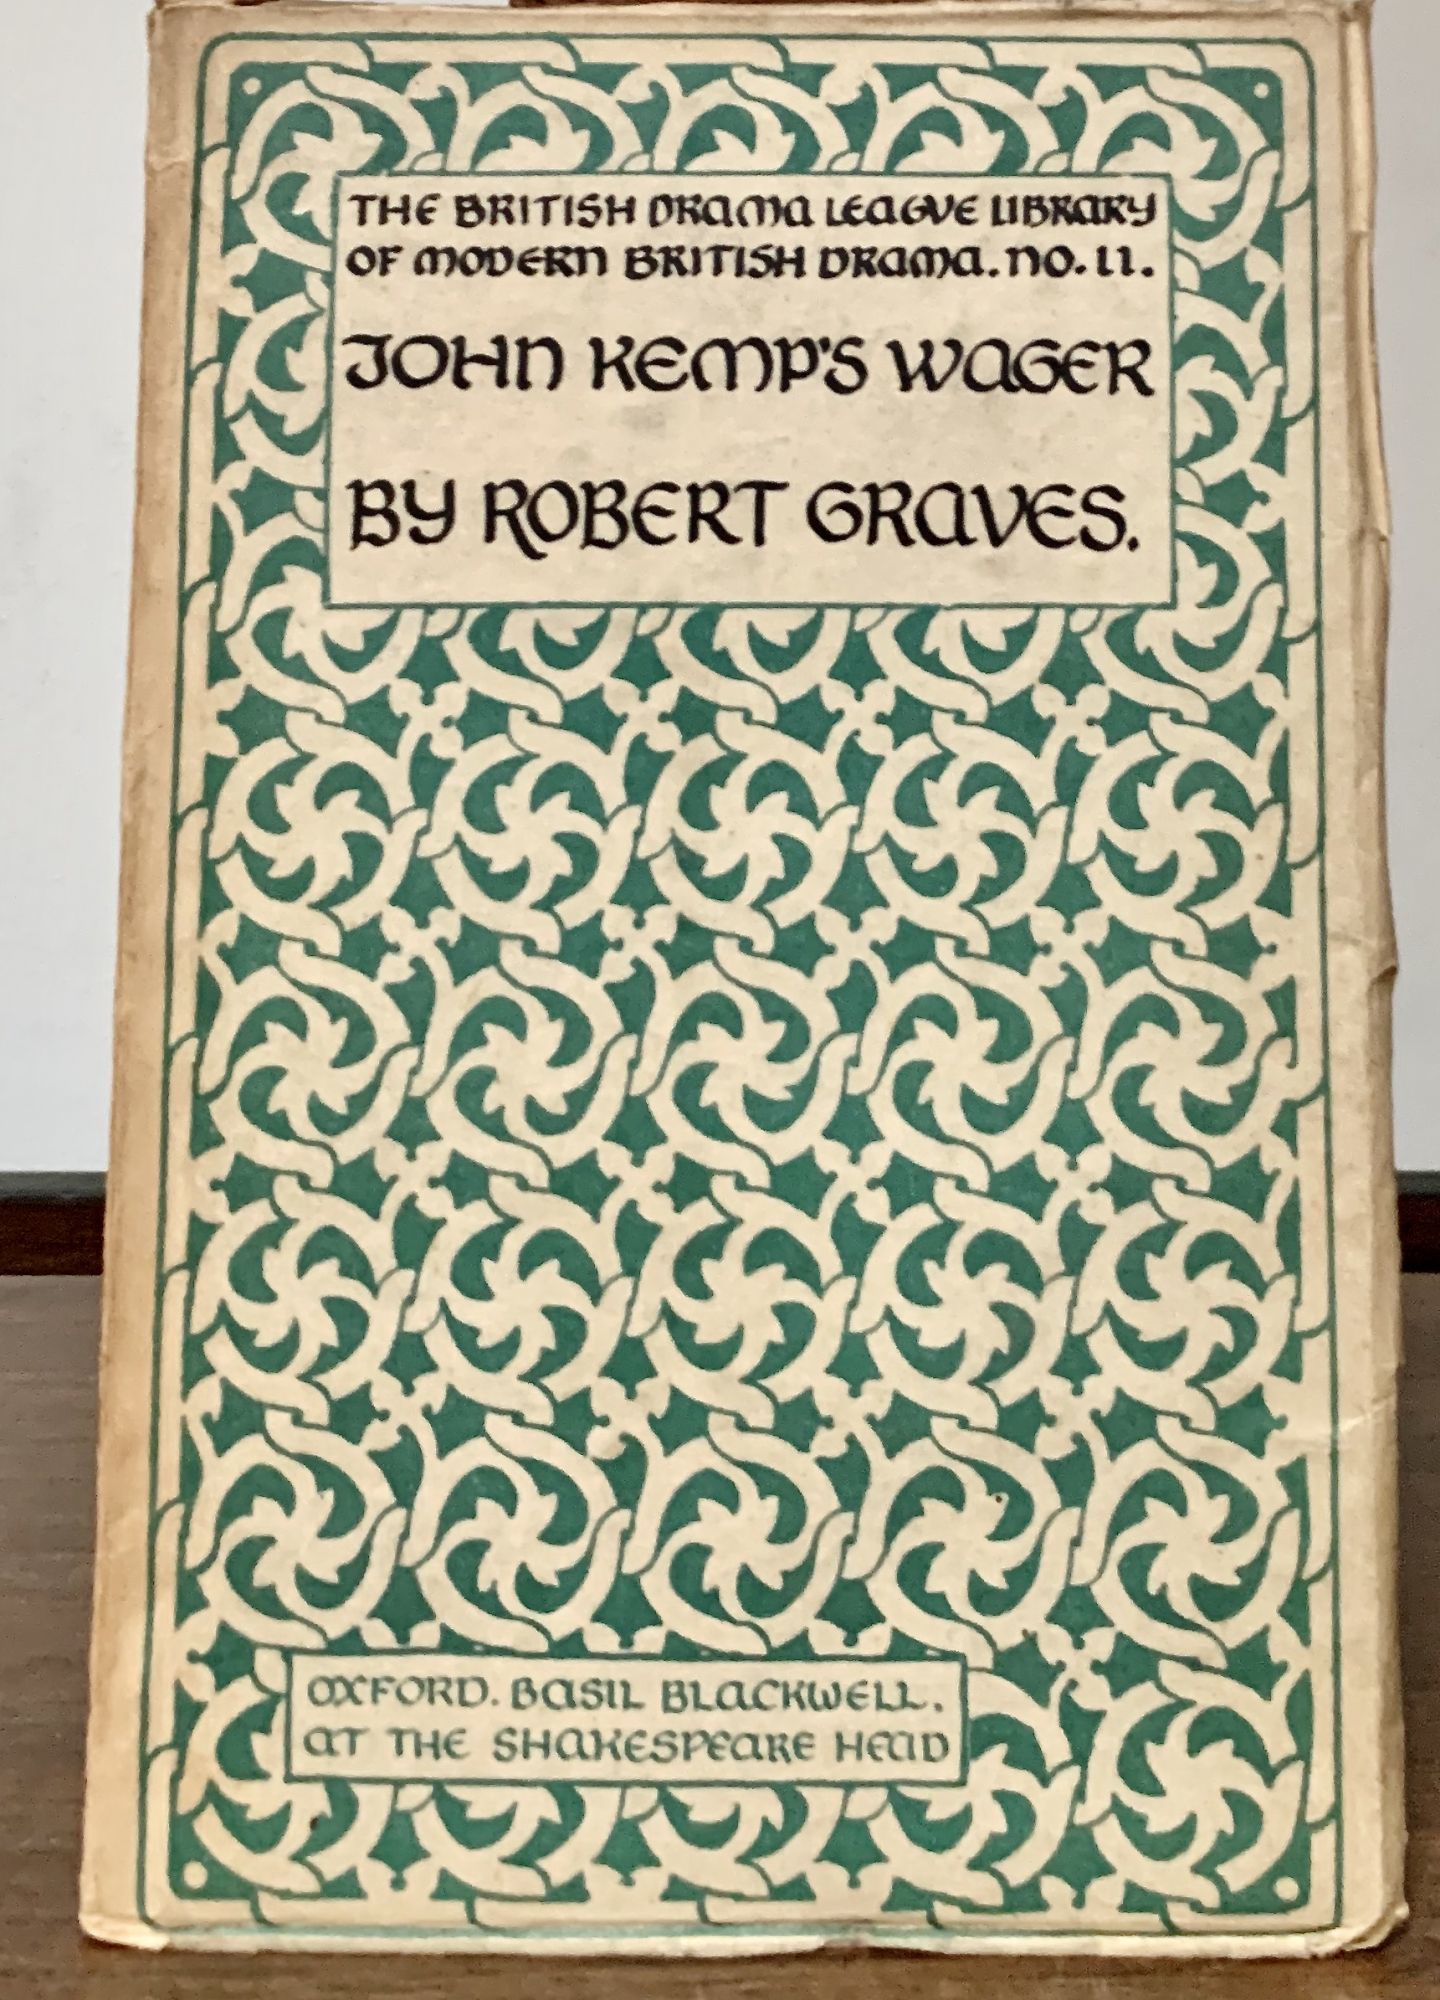 THE BRITISH DRAMA LEAGVE LIBRARY
OF MODERN BRITISH DRAMA. NO. 11.
JOHN KEMP'S WAGER
BY ROBERT GRAVES.
OXFORD. BASIL BLACKWELL.
AT THE SHAKESPEARE HEAD